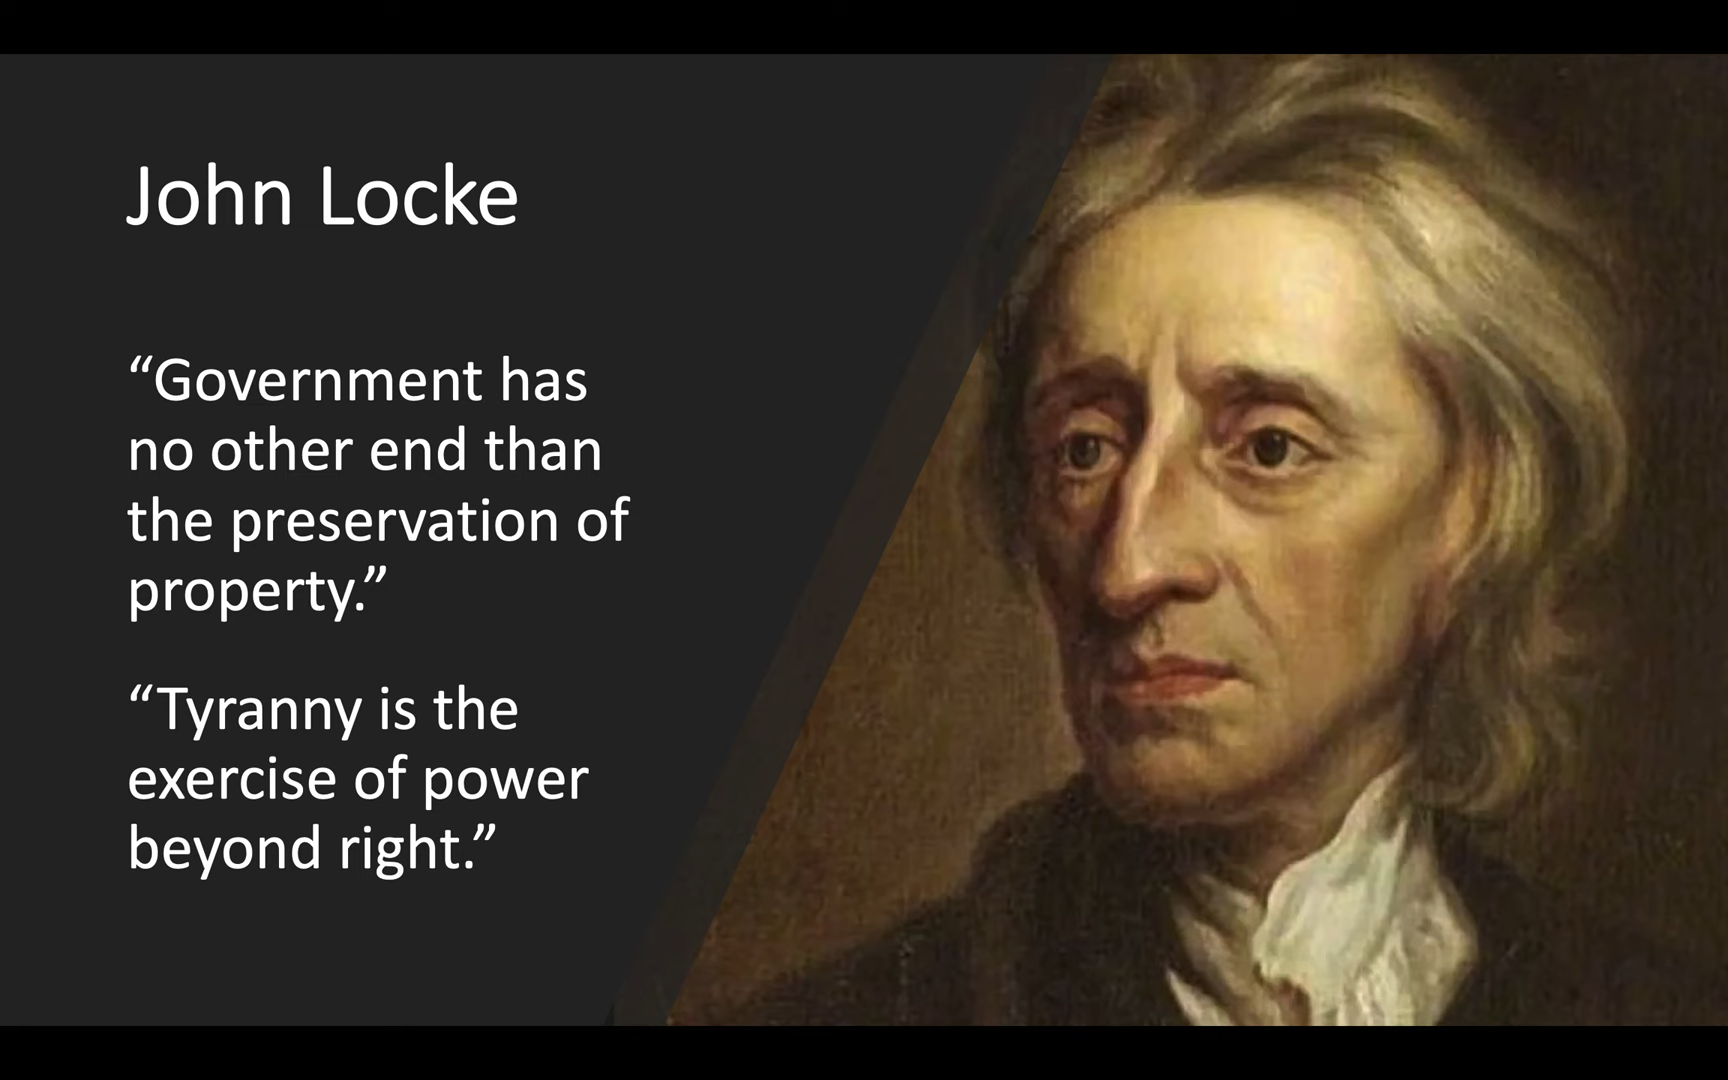 John Locke
“Government has
no other end than
the preservation of
property.”
“Tyranny is the
exercise of power
beyond right.”